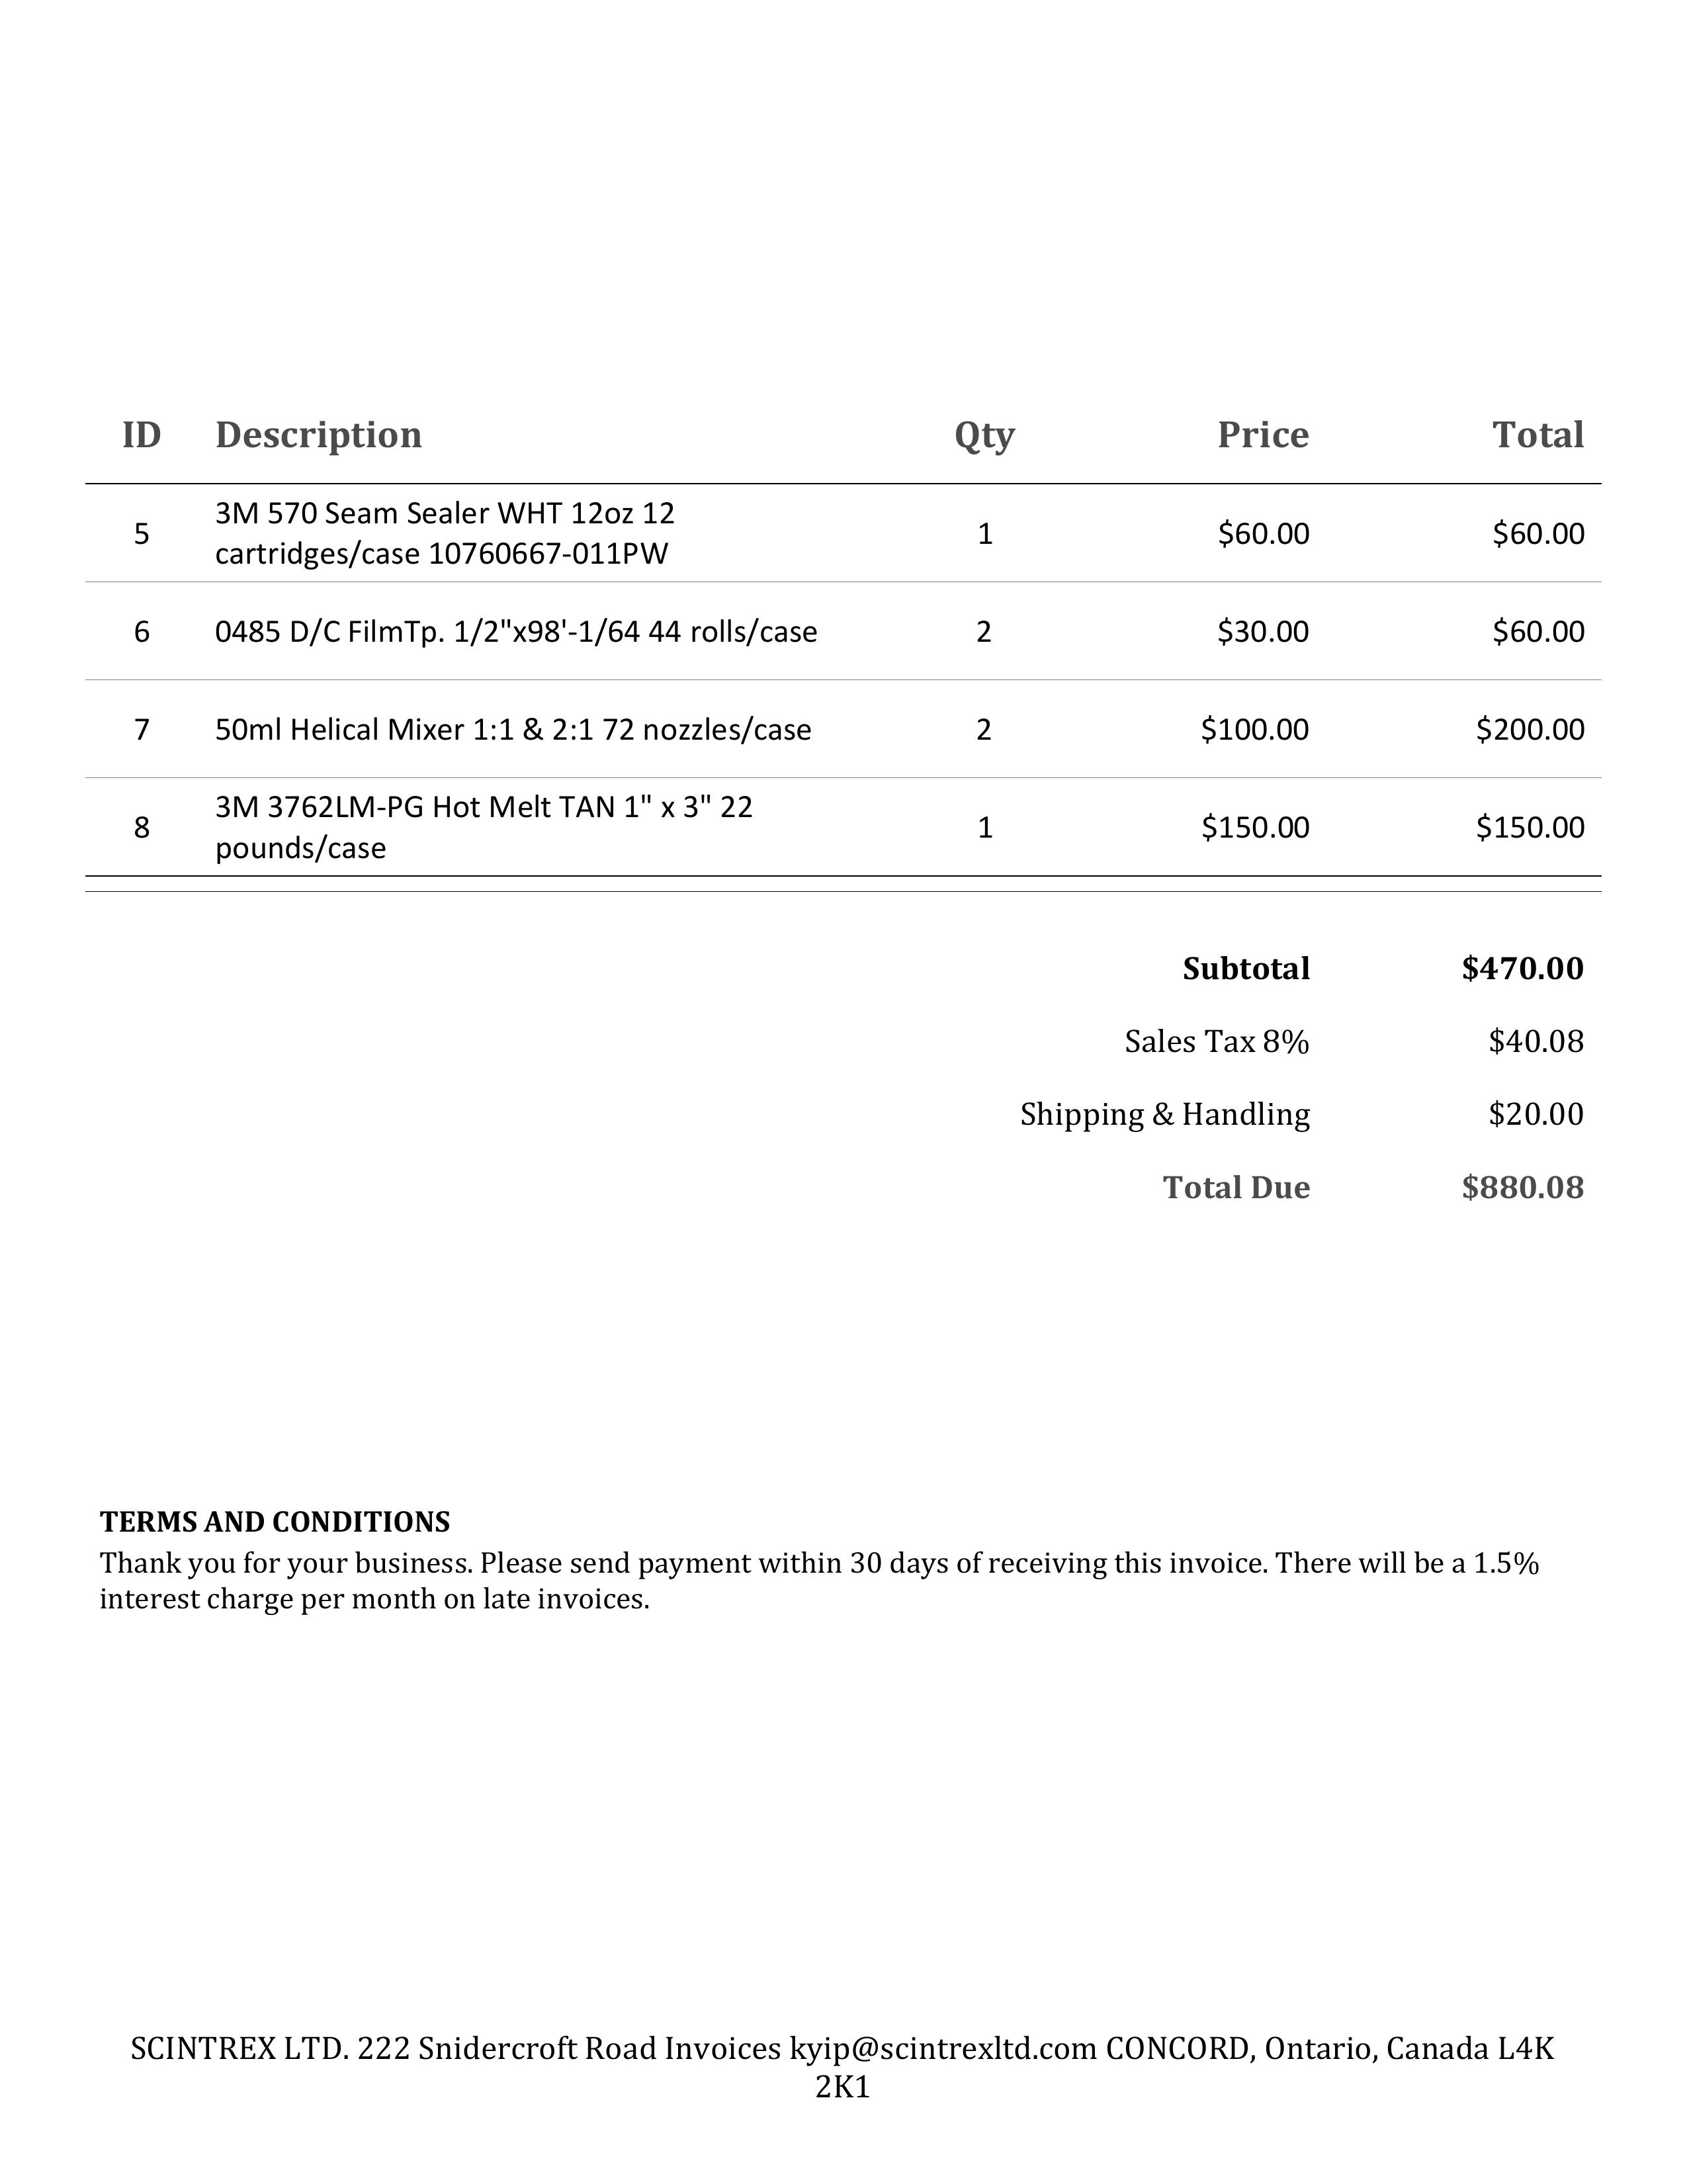 ID Description Qty Price Total
5 3M 570 Seam Sealer WHT 12oz 12
cartridges/case 10760667-011PW 1 $60.00 $60.00
6 0485 D/C FilmTp. 1/2"x98'-1/64 44 rolls/case 2 $30.00 $60.00
7 50ml Helical Mixer 1:1 & 2:1 72 nozzles/case 2 $100.00 $200.00
8 3M 3762LM-PG Hot Melt TAN 1" x 3" 22
pounds/case 1 $150.00 $150.00
Subtotal $470.00
Sales Tax 8% $40.08
Shipping & Handling $20.00
Total Due $880.08
TERMS AND CONDITIONS
Thank you for your business. Please send payment within 30 days of receiving this invoice. There will be a 1.5%
interest charge per month on late invoices.
SCINTREX LTD. 222 Snidercroft Road Invoices kyip@scintrexltd.com CONCORD, Ontario, Canada L4K
2K1